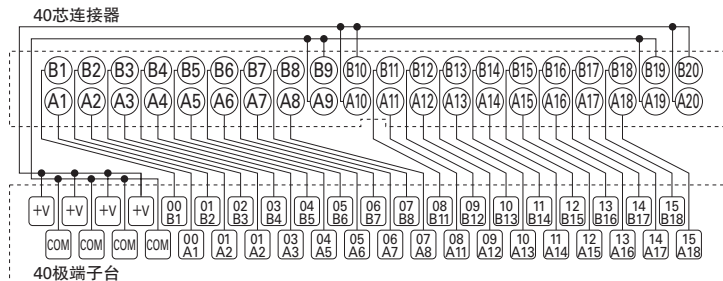 40芯连接器
B1 B2 B3 B4 B5 B6 B7 B8 B9 B10 B11 B12 B13 B14 B15 B16 B17 B18 B19 B20
A1 A2 A3 A4 A5 A6 A7 A8 A9 A10 A11 A12 A13 A14 A15 A16 A17 A18 A19 A20
+V +V +V +V 00 01 02 03 04 05 06 07 08 09 10 11 12 13 14 15
B1 B2 B3 B4 B5 B6 B7 B8 B11 B12 B13 B14 B15 B16 B17 B18
COM COM COM COM 00 01 01 03 04 05 06 07 08 09 10 11 12 13 14 15
A1 A2 A2 A3 A5 A6 A7 A8 A11 A12 A13 A14 A15 A16 A17 A18
40极端子台